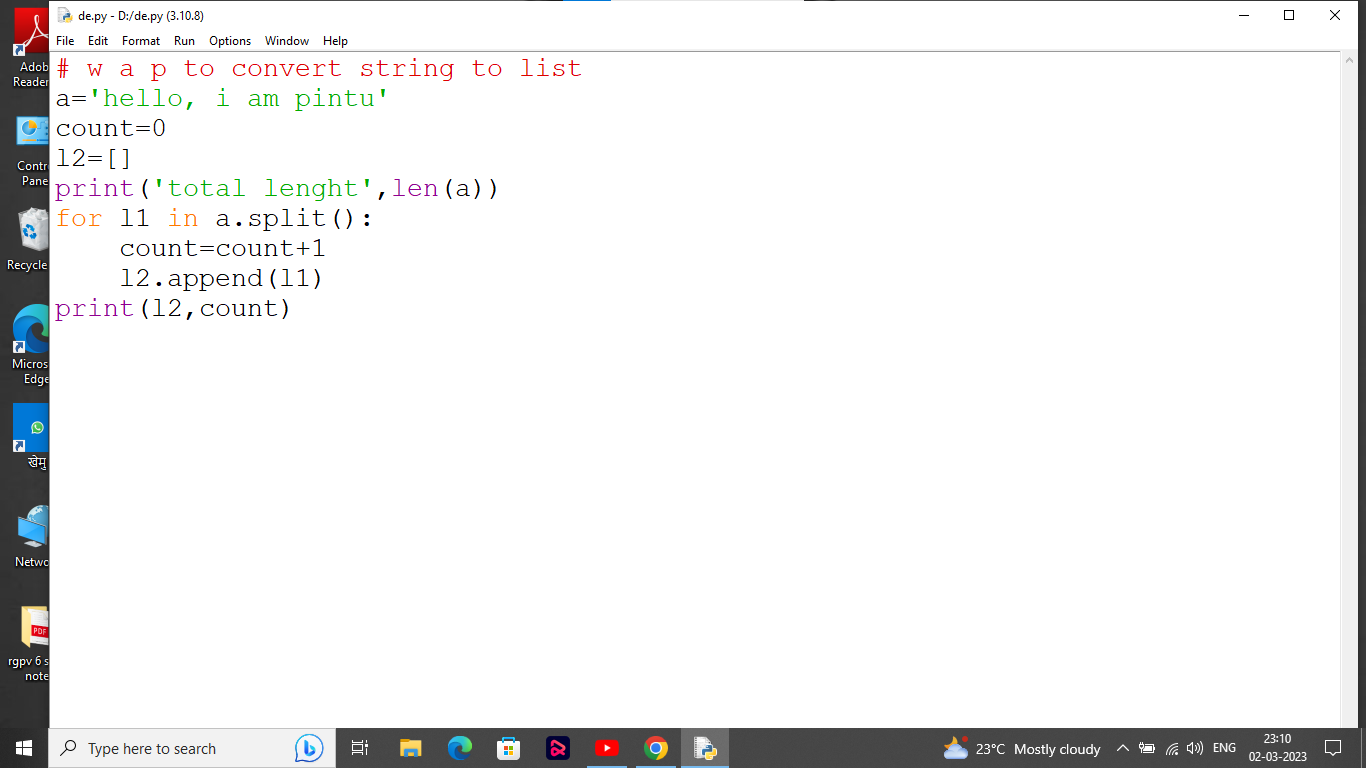 de.py - D:/de.py (3.10.8)
File Edit Format Run Options Window Help
# w a p to convert string to list
a='hello, i am pintu'
count=0
l2=[]
print('total lenght',len(a))
for l1 in a.split():
    count=count+1
    l2.append(l1)
print(l2,count)
Adob
Reader
Contr
Pane
Recycle
Micros
Edge
खेमु
Netwo
PDF
rgpv 6 s
note
Type here to search
23°C Mostly cloudy
ENG
23:10
02-03-2023